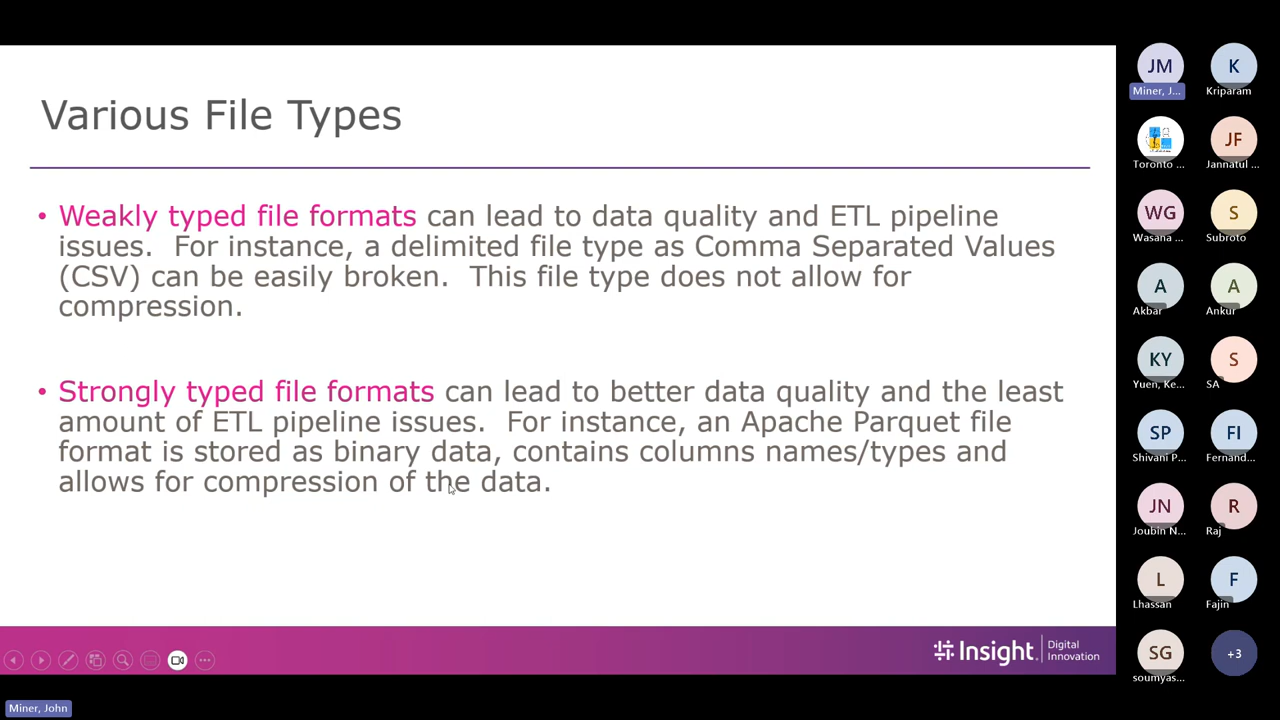 Various File Types
• Weakly typed file formats can lead to data quality and ETL pipeline
issues.  For instance, a delimited file type as Comma Separated Values
(CSV) can be easily broken.  This file type does not allow for
compression.
• Strongly typed file formats can lead to better data quality and the least
amount of ETL pipeline issues.  For instance, an Apache Parquet file
format is stored as binary data, contains columns names/types and
allows for compression of the data.
Insight.
Digital
Innovation
JM
Miner, J...
K
Kriparam
Toronto ...
JF
Jannatul ...
WG
Wasana ...
S
Subroto
A
Akbar
A
Ankur
KY
Yuen, Ke...
S
SA
SP
Shivani P...
FI
Fernand...
JN
Joubin N...
R
Raj
L
Lhassan
F
Fajin
SG
soumyas...
+3
Miner, John